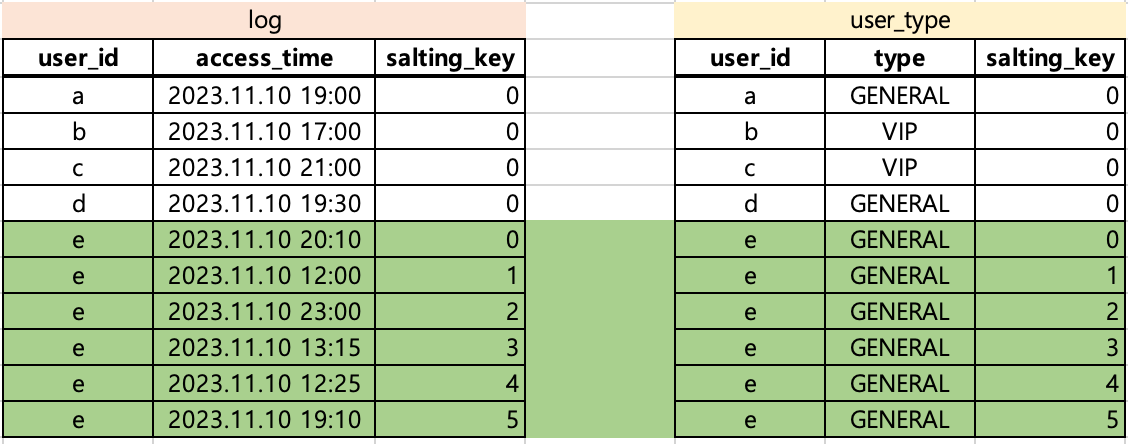 log user_type
user_id access_time salting_key user_id type salting_key
a 2023.11.10 19:00 0 a GENERAL 0
b 2023.11.10 17:00 0 b VIP 0
c 2023.11.10 21:00 0 c VIP 0
d 2023.11.10 19:30 0 d GENERAL 0
e 2023.11.10 20:10 0 e GENERAL 0
e 2023.11.10 12:00 1 e GENERAL 1
e 2023.11.10 23:00 2 e GENERAL 2
e 2023.11.10 13:15 3 e GENERAL 3
e 2023.11.10 12:25 4 e GENERAL 4
e 2023.11.10 19:10 5 e GENERAL 5